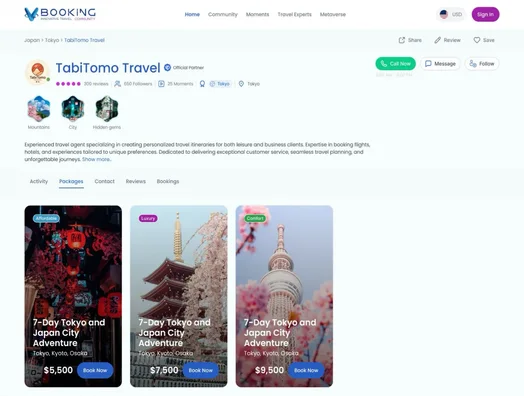 BOOKING
Home Community Moments Travel Experts Metaverse
USD
Sign in
Japan > Tokyo > TabiTomo Travel
Share Review Save
TabiTomo Travel Official Partner
Call Now Message Follow
reviews 550 Followers 25 Moments Tokyo Tokyo
Mountains City Hidden gems
Experienced travel agent specializing in creating personalized travel itineraries for both leisure and business clients. Expertise in booking flights,
hotels, and experiences tailored to unique preferences. Dedicated to delivering exceptional customer service, seamless travel planning, and
unforgettable journeys. Show more.
Activity Packages Contact Reviews Bookings
Affordable
7-Day Tokyo and
Japan City
Adventure
Tokyo, Kyoto, Osaka
$5,500 Book Now
Luxury
7-Day Tokyo and
Japan City
Adventure
Tokyo, Kyoto, Osaka
$7,500 Book Now
Comfort
7-Day Tokyo and
Japan City
Adventure
Tokyo, Kyoto, Osaka
$9,500 Book Now